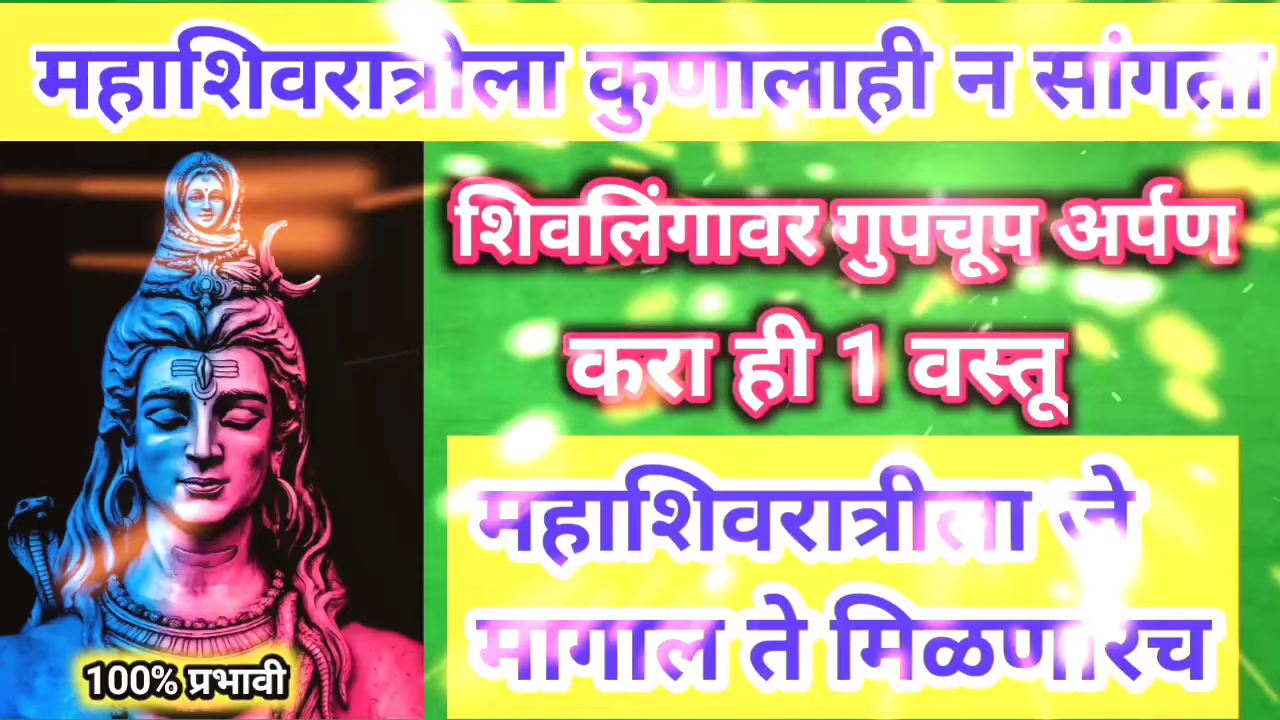 महाशिवरात्रीला कुणालाही न सांगता
शिवलिंगावर गुपचूप अर्पण
करा ही 1 वस्तू
महाशिवरात्रीला जे
मागाल ते मिळणारच
100% प्रभावी